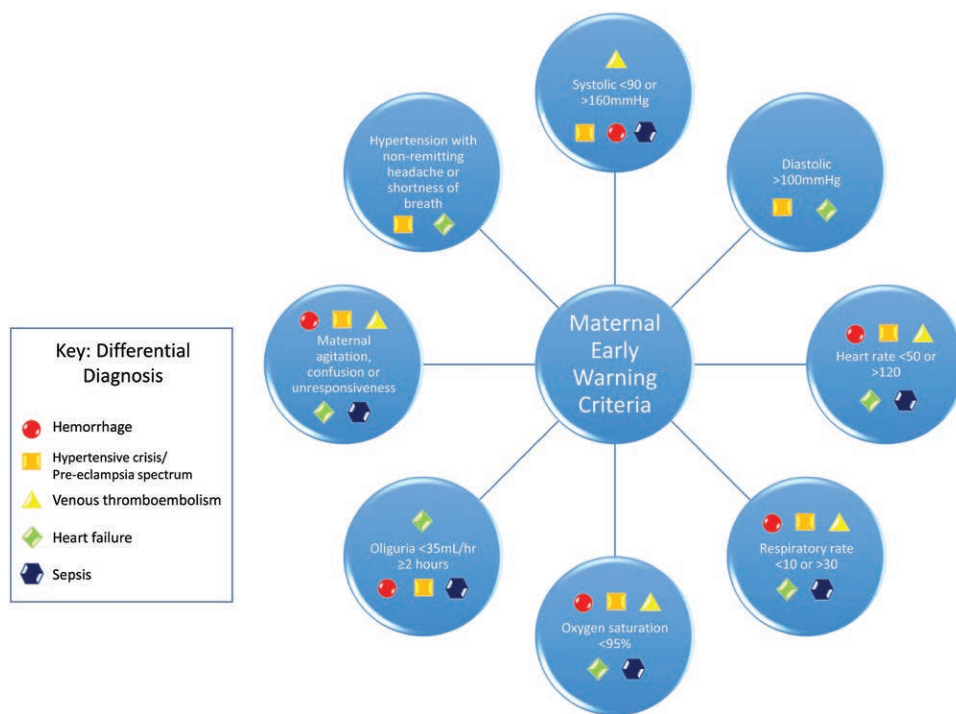 Systolic <90 or
>160mmHg
Hypertension with
non-remitting
headache or
shortness of
breath
Diastolic
>100mmHg
Maternal
agitation,
confusion or
unresponsiveness
Maternal
Early
Warning
Criteria
Heart rate <50 or
>120
Key: Differential
Diagnosis
Hemorrhage
Hypertensive crisis/
Pre-eclampsia spectrum
Venous thromboembolism
Heart failure
Sepsis
Oliguria <35mL/hr
≥2 hours
Respiratory rate
<10 or >30
Oxygen saturation
<95%